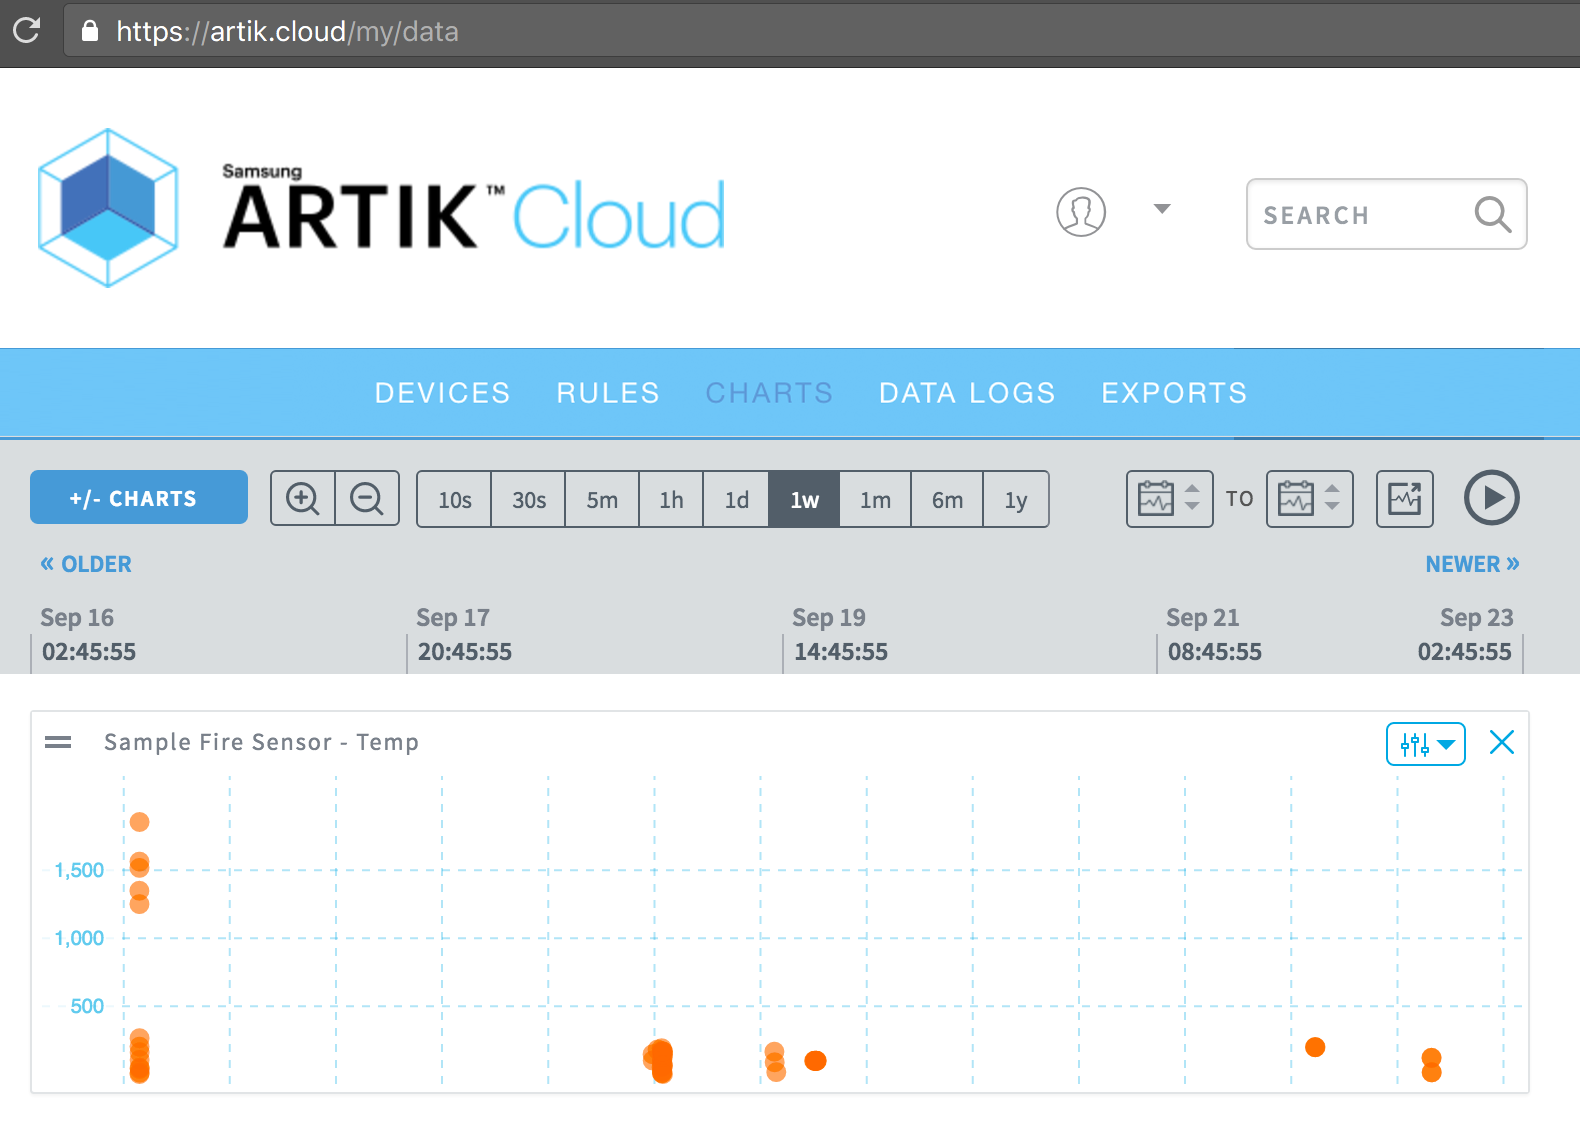 https://artik.cloud/my/data
Samsung
ARTIK™ Cloud
SEARCH
DEVICES RULES CHARTS DATA LOGS EXPORTS
+/- CHARTS 10s 30s 5m 1h 1d 1w 1m 6m 1y TO
« OLDER NEWER »
Sep 16 Sep 17 Sep 19 Sep 21 Sep 23
02:45:55 20:45:55 14:45:55 08:45:55 02:45:55
Sample Fire Sensor - Temp
1,500
1,000
500